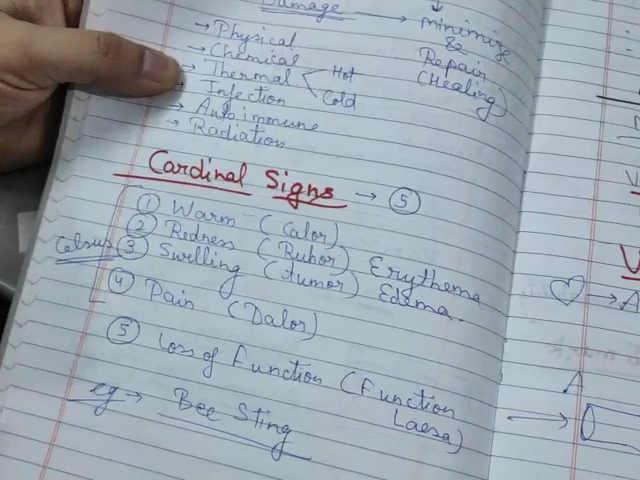 Damage → minimize
→ Physical &
→ Chemical Repair
→ Thermal < Hot (Healing)
Cold
→ Infection
→ Autoimmune
→ Radiation
Cardinal Signs → ⑤
① Warm (Calor)
② Redness (Rubor) Erythema
Celsus ③ Swelling (tumor) Edema.
④ Pain (Dalor)
⑤ Loss of Function (Function
Laesa)
eg → Bee Sting
♡ → A
A